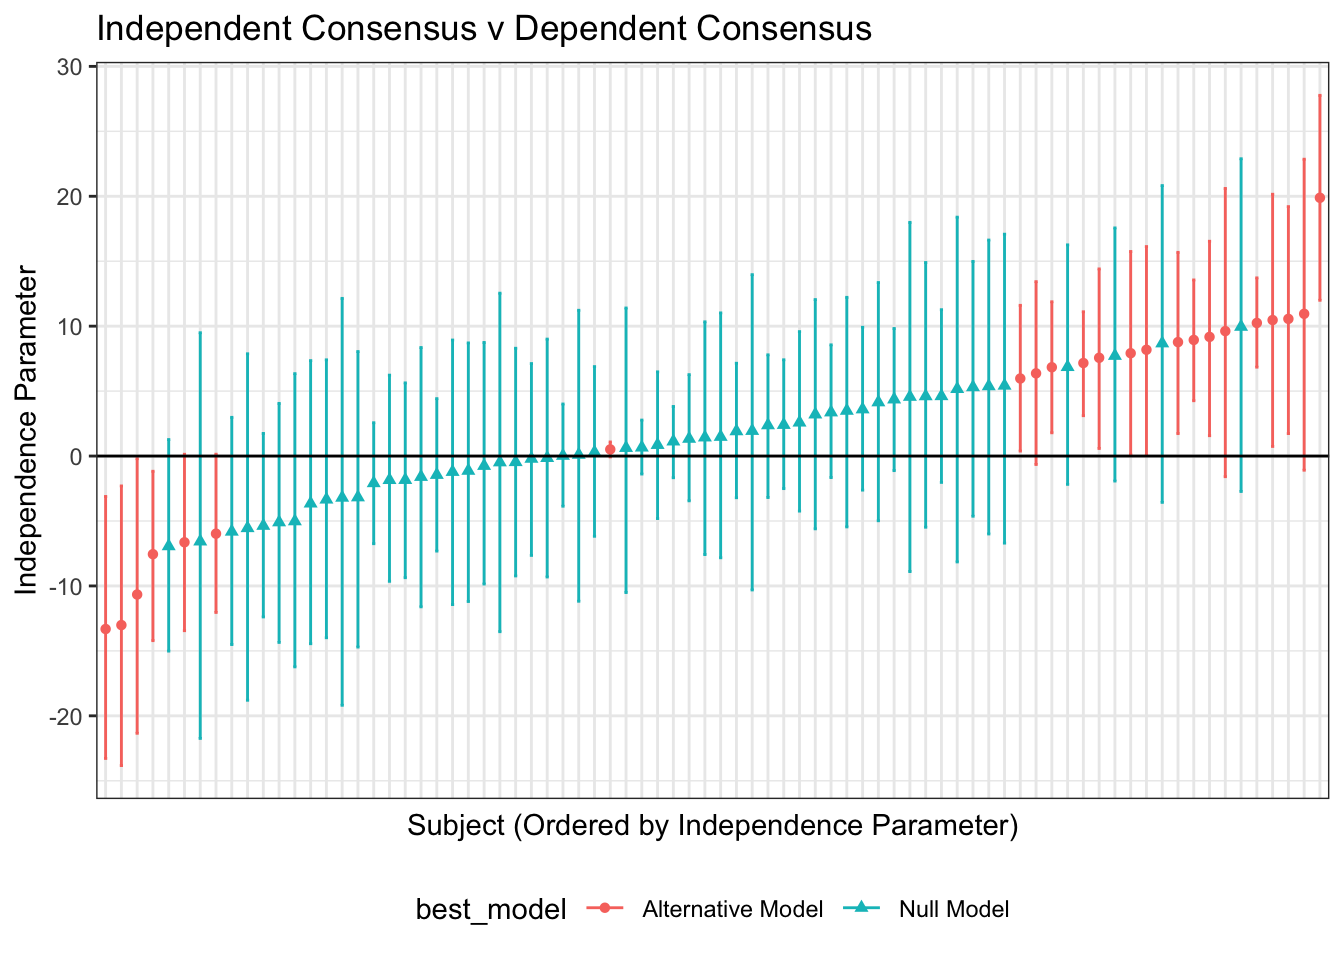 Independent Consensus v Dependent Consensus
30
20
10
0
-10
-20
Independence Parameter
Subject (Ordered by Independence Parameter)
best_model Alternative Model Null Model